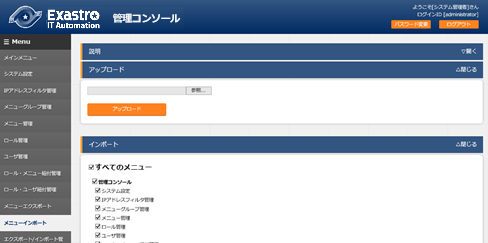 Exastro
IT Automation
管理コンソール
ようこそ[システム管理者]さん
ログインID [administrator]
パスワード変更
ログアウト
Menu
メインメニュー
システム設定
IPアドレスフィルタ管理
メニューグループ管理
メニュー管理
ロール管理
ユーザ管理
ロール・メニュー紐付管理
ロール・ユーザ紐付管理
メニューエクスポート
メニューインポート
エクスポート/インポート管
説明
▽開く
アップロード
△閉じる
参照...
アップロード
インポート
△閉じる
すべてのメニュー
管理コンソール
システム設定
IPアドレスフィルタ管理
メニューグループ管理
メニュー管理
ロール管理
ユーザ管理